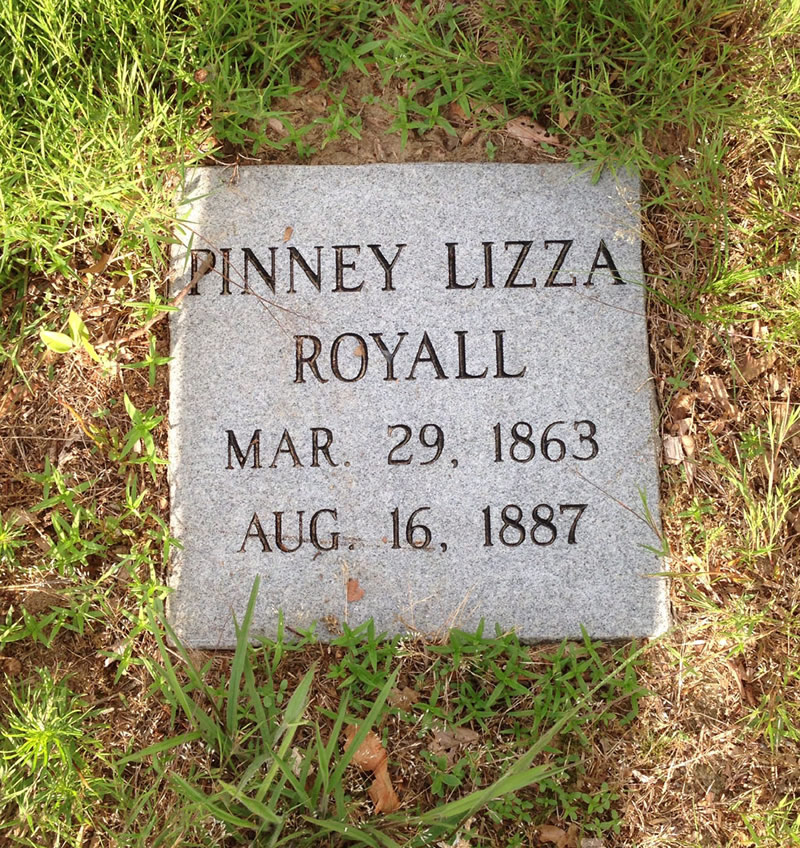 PINNEY LIZZA
ROYALL
MAR. 29, 1863
AUG. 16, 1887